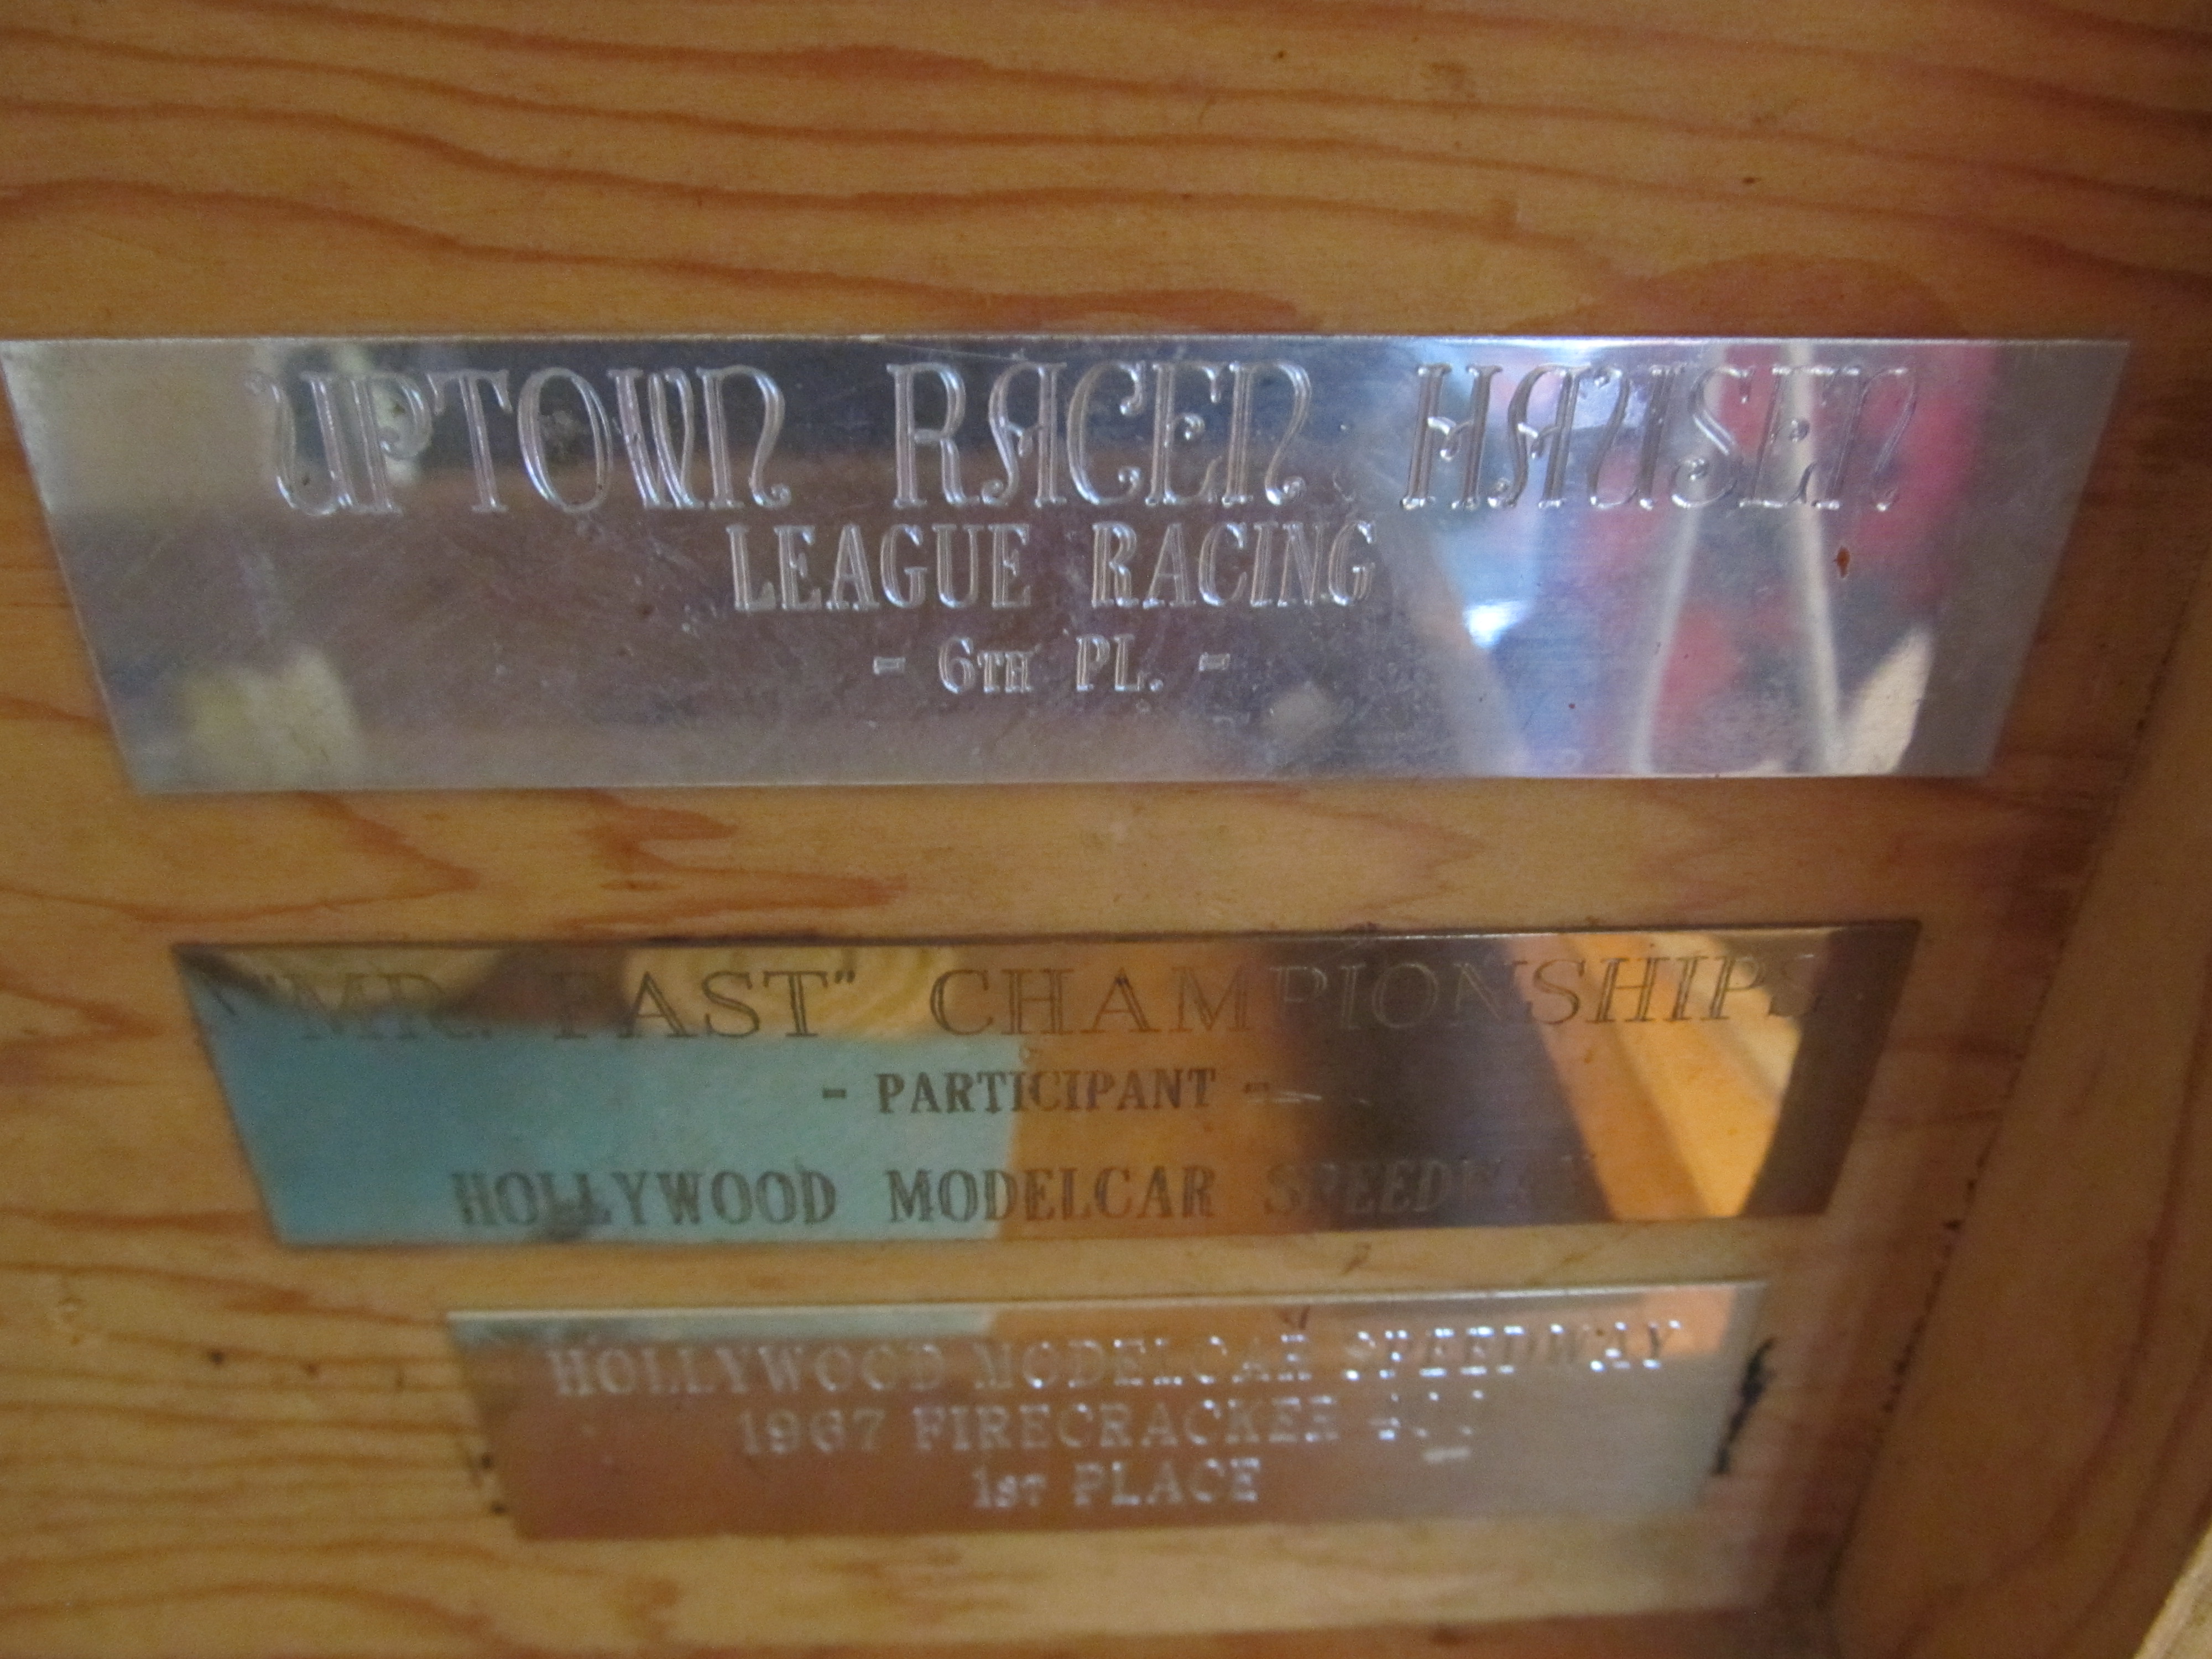 UPTOWN RACEN HAUSEN
LEAGUE RACING
- 6TH PL. -
"MR. FAST" CHAMPIONSHIPS
- PARTICIPANT -
HOLLYWOOD MODELCAR SPEEDWAY
HOLLYWOOD MODELCAR SPEEDWAY
1967 FIRECRACKER
1ST PLACE